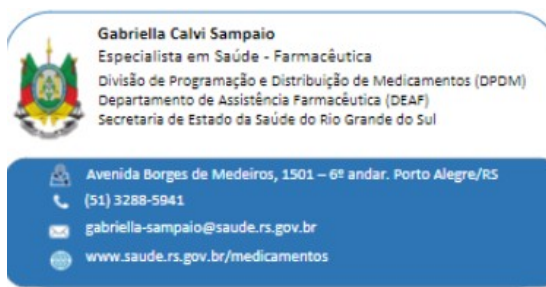 Gabriella Calvi Sampaio
Especialista em Saúde - Farmacêutica
Divisão de Programação e Distribuição de Medicamentos (DPDM)
Departamento de Assistência Farmacêutica (DEAF)
Secretaria de Estado da Saúde do Rio Grande do Sul
Avenida Borges de Medeiros, 1501 – 6º andar. Porto Alegre/RS
(51) 3288-5941
gabriella-sampaio@saude.rs.gov.br
www.saude.rs.gov.br/medicamentos